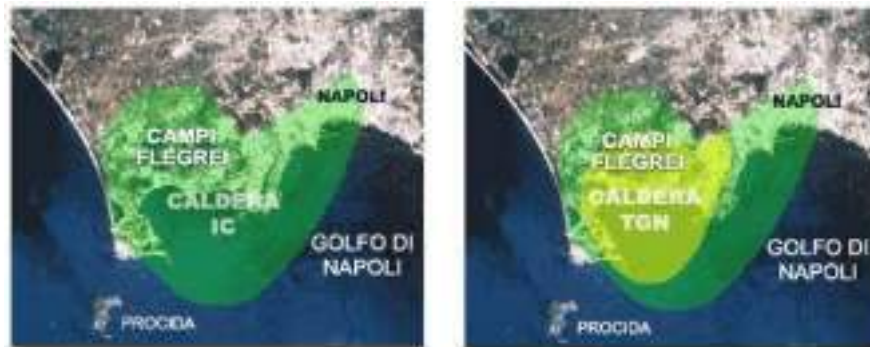 NAPOLI
CAMPI
FLEGREI
CALDERA
IC
GOLFO DI
NAPOLI
PROCIDA
NAPOLI
CAMPI
FLEGREI
CALDERA
TGN
GOLFO DI
NAPOLI
PROCIDA